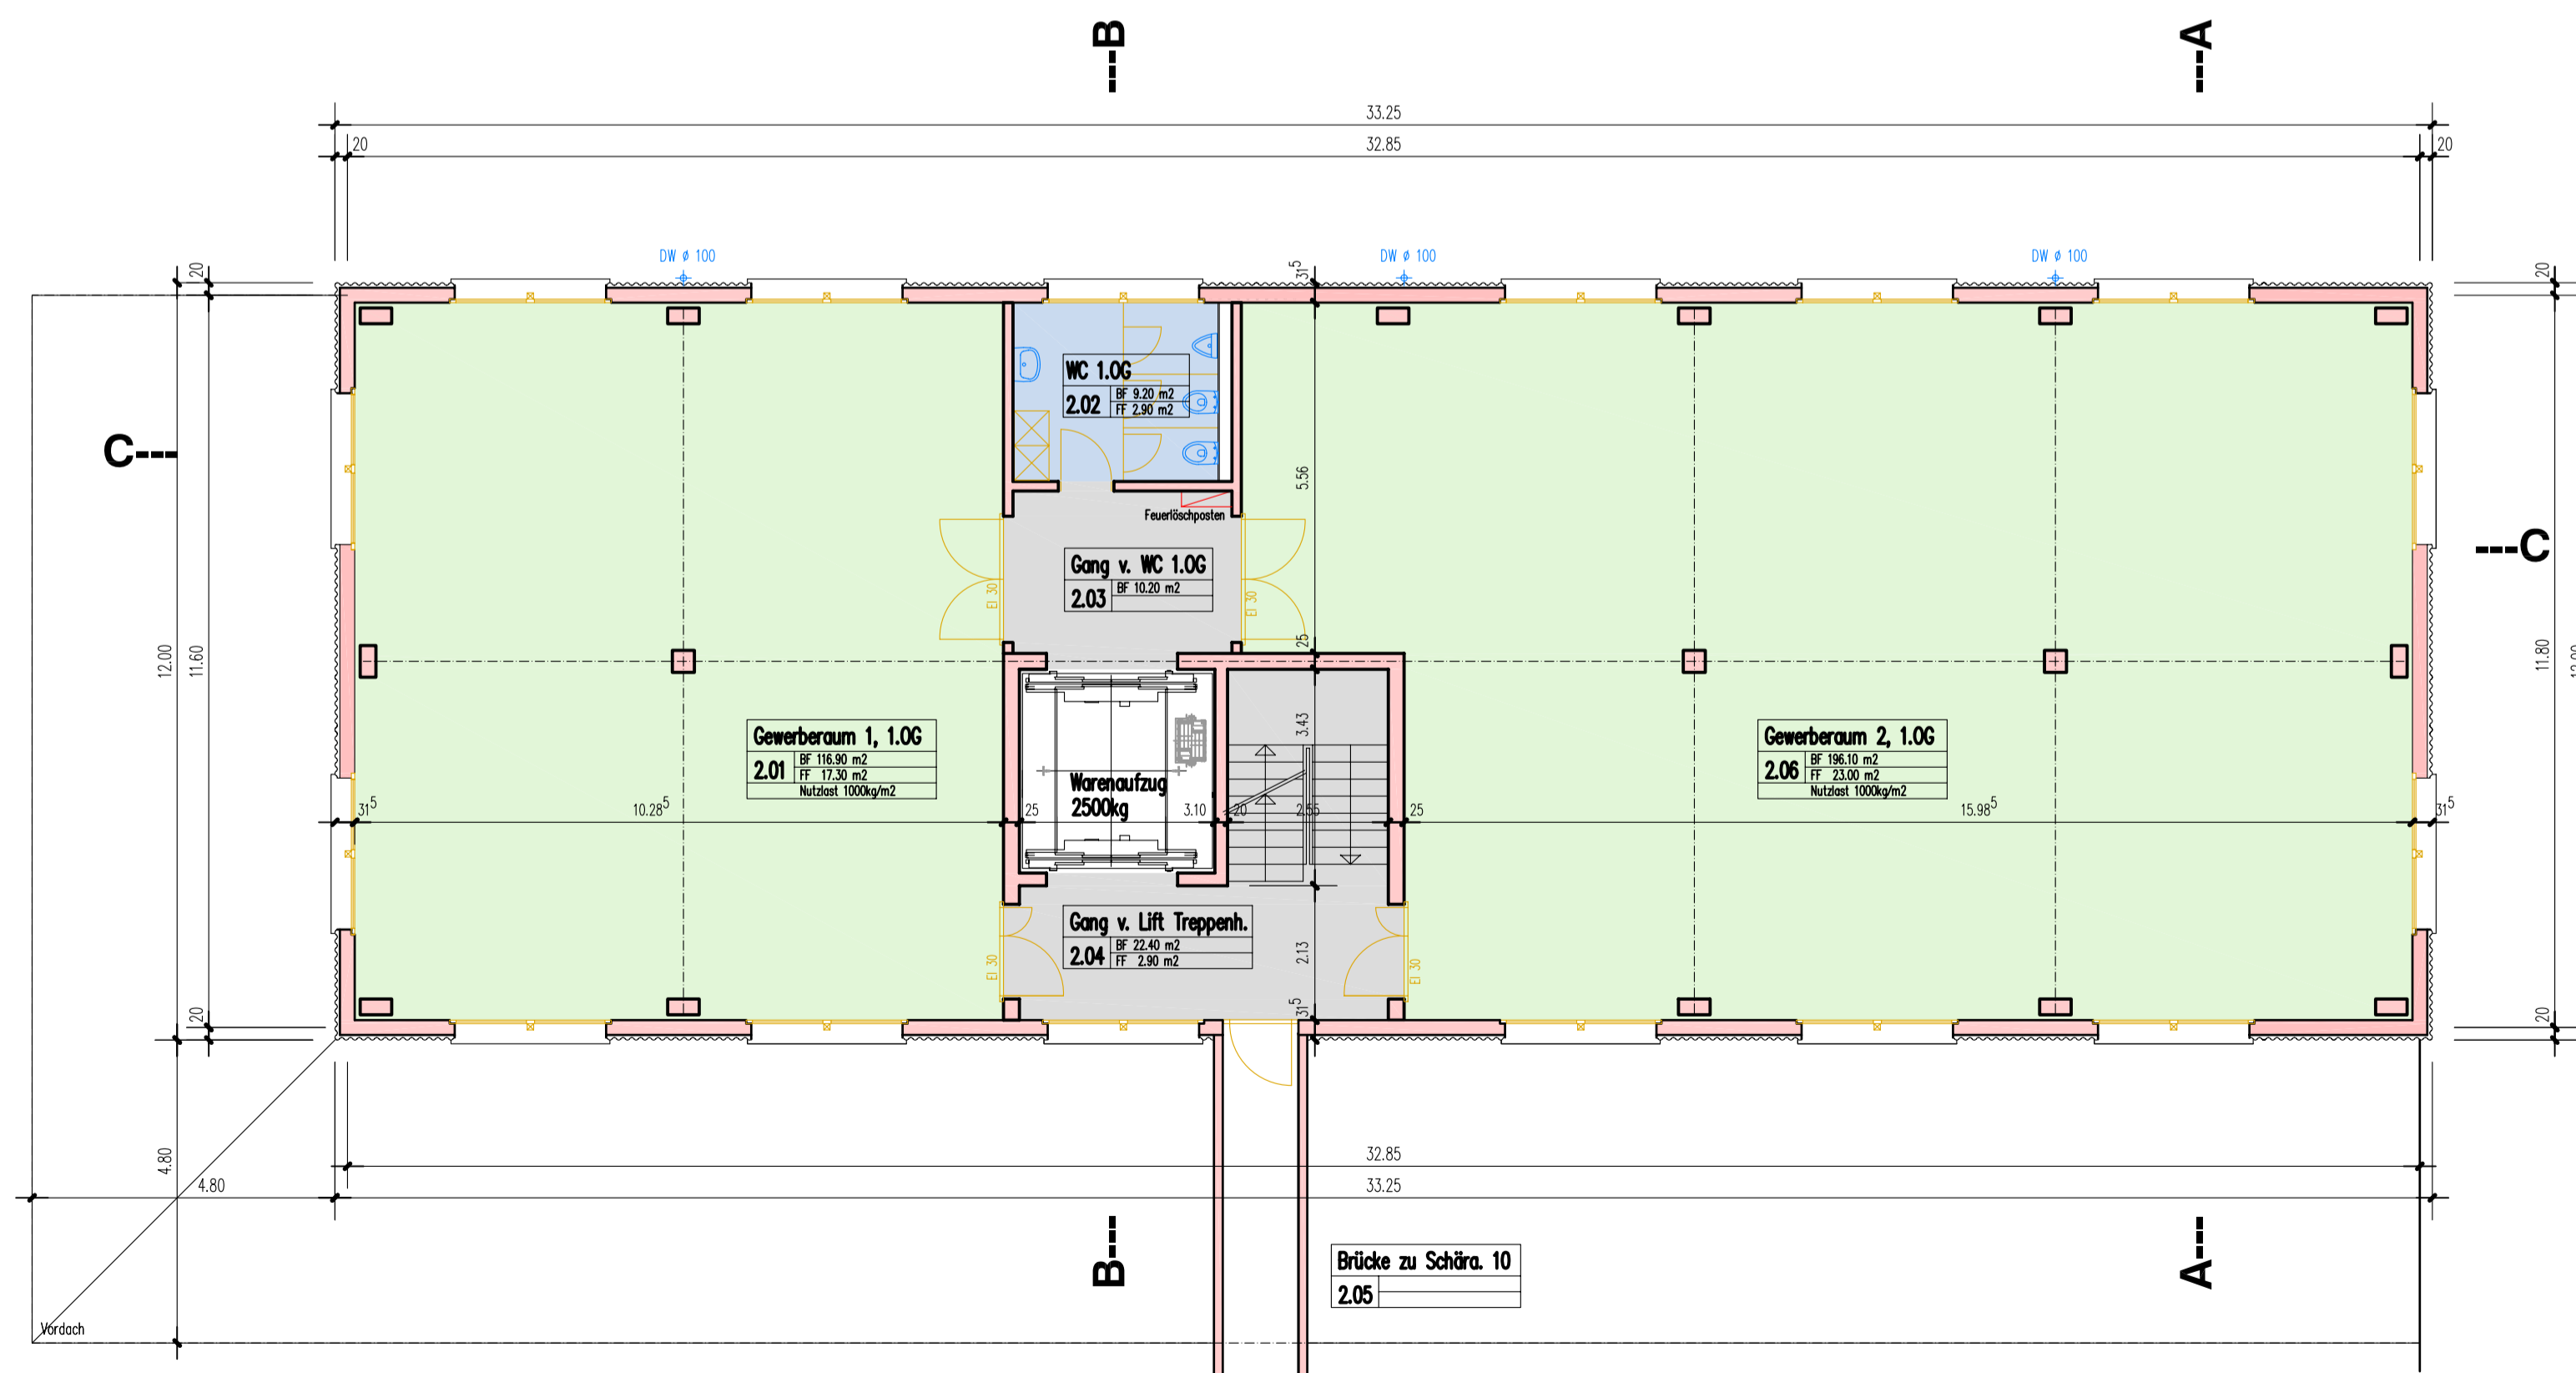 B---
---A
33.25
32.85
20
20
DW ø 100
DW ø 100
DW ø 100
20
20
31⁵
WC 1.OG
2.02
BF 9.20 m2
FF 2.90 m2
C---
---C
5.56
Feuerlöschposten
Gang v. WC 1.OG
2.03
BF 10.20 m2
EI 30
EI 30
25
12.00
11.60
11.80
3.43
Gewerberaum 1, 1.OG
2.01
BF 116.90 m2
FF 17.30 m2
Nutzlast 1000kg/m2
Warenaufzug
2500kg
Gewerberaum 2, 1.OG
2.06
BF 196.10 m2
FF 23.00 m2
Nutzlast 1000kg/m2
31⁵
10.28⁵
25
3.10
20
2.55
25
15.98⁵
31⁵
Gang v. Lift Treppenh.
2.04
BF 22.40 m2
FF 2.90 m2
EI 30
EI 30
2.13
31⁵
20
20
4.80
4.80
32.85
33.25
B---
A---
Brücke zu Schära. 10
2.05
Vordach